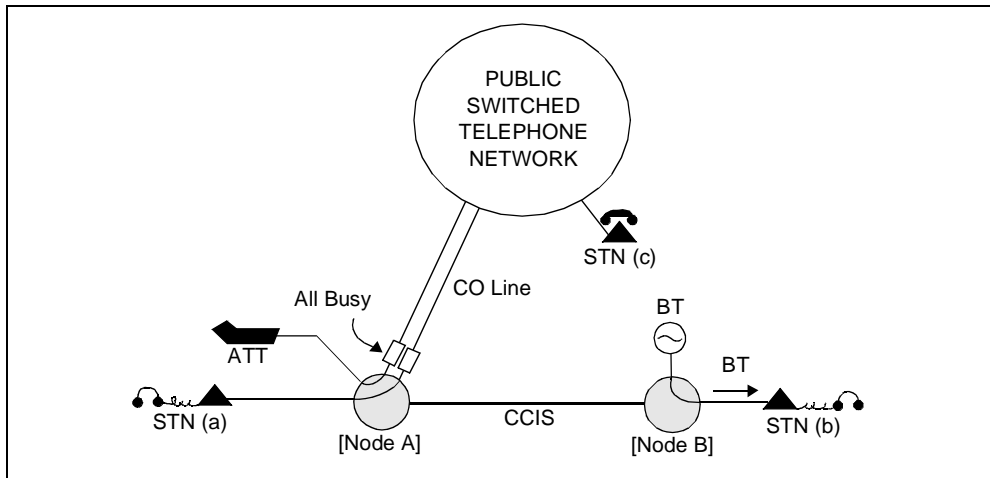 PUBLIC
SWITCHED
TELEPHONE
NETWORK
STN (c)
CO Line
All Busy
BT
ATT
BT
STN (a)
CCIS
STN (b)
[Node A]
[Node B]